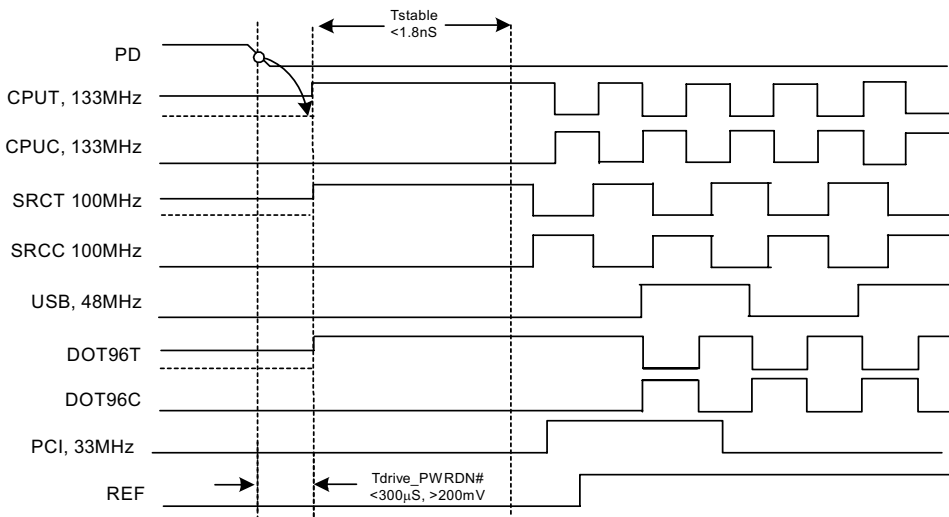 Tstable
<1.8nS
PD
CPUT, 133MHz
CPUC, 133MHz
SRCT 100MHz
SRCC 100MHz
USB, 48MHz
DOT96T
DOT96C
PCI, 33MHz
Tdrive_PWRDN#
<300µS, >200mV
REF